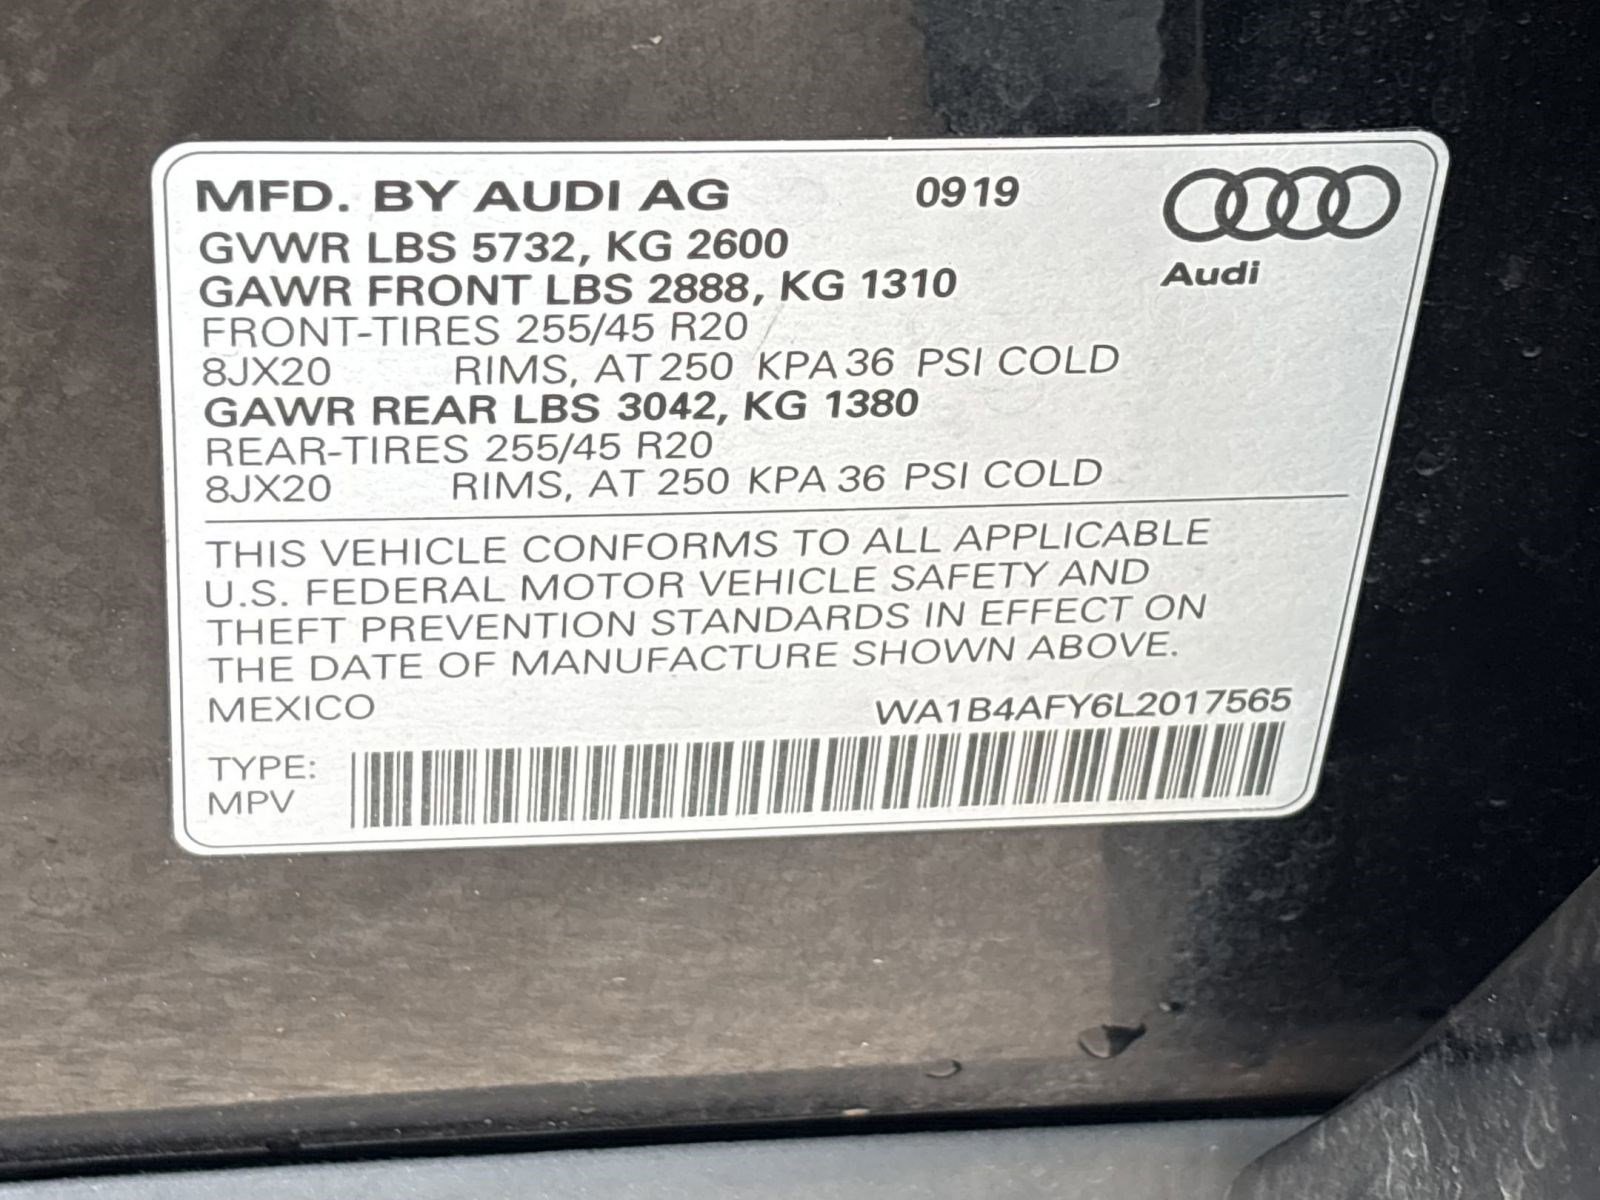 MFD. BY AUDI AG 0919
GVWR LBS 5732, KG 2600
GAWR FRONT LBS 2888, KG 1310
Audi
FRONT-TIRES 255/45 R20
8JX20 RIMS, AT 250 KPA 36 PSI COLD
GAWR REAR LBS 3042, KG 1380
REAR-TIRES 255/45 R20
8JX20 RIMS, AT 250 KPA 36 PSI COLD
THIS VEHICLE CONFORMS TO ALL APPLICABLE
U.S. FEDERAL MOTOR VEHICLE SAFETY AND
THEFT PREVENTION STANDARDS IN EFFECT ON
THE DATE OF MANUFACTURE SHOWN ABOVE.
MEXICO WA1B4AFY6L2017565
TYPE:
MPV